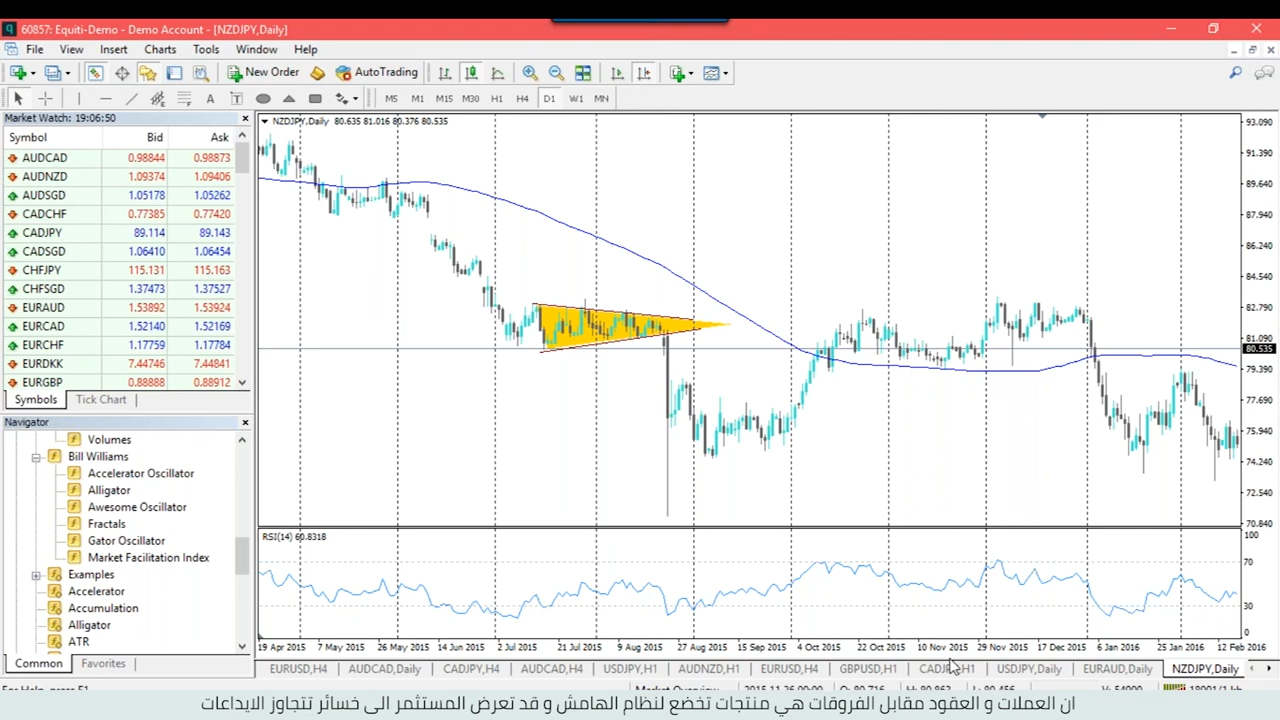 60857: Equiti-Demo - Demo Account - [NZDJPY,Daily]
File View Insert Charts Tools Window Help
New Order AutoTrading
M5 M1 M15 M30 H1 H4 D1 W1 MN
Market Watch: 19:06:50
Symbol Bid Ask
AUDCAD 0.98844 0.98873
AUDNZD 1.09374 1.09406
AUDSGD 1.05178 1.05262
CADCHF 0.77385 0.77420
CADJPY 89.114 89.143
CADSGD 1.06410 1.06454
CHFJPY 115.131 115.163
CHFSGD 1.37473 1.37527
EURAUD 1.53892 1.53924
EURCAD 1.52140 1.52169
EURCHF 1.17759 1.17784
EURDKK 7.44746 7.44841
EURGBP 0.88888 0.88912
Symbols Tick Chart
Navigator
Volumes
Bill Williams
Accelerator Oscillator
Alligator
Awesome Oscillator
Fractals
Gator Oscillator
Market Facilitation Index
Examples
Accelerator
Accumulation
Alligator
ATR
Common Favorites
NZDJPY,Daily 80.635 81.016 80.376 80.535
93.090
91.390
89.640
87.940
86.240
84.540
82.790
81.090
80.535
79.390
77.690
75.940
74.240
72.540
70.840
RSI(14) 60.8318
100
70
30
0
19 Apr 2015 7 May 2015 26 May 2015 14 Jun 2015 2 Jul 2015 21 Jul 2015 9 Aug 2015 27 Aug 2015 15 Sep 2015 4 Oct 2015 22 Oct 2015 10 Nov 2015 29 Nov 2015 17 Dec 2015 6 Jan 2016 25 Jan 2016 12 Feb 2016
EURUSD,H4 AUDCAD,Daily CADJPY,H4 AUDCAD,H4 USDJPY,H1 AUDNZD,H1 EURUSD,H4 GBPUSD,H1 USDJPY,Daily EURAUD,Daily NZDJPY,Daily
ان العملات و العقود مقابل الفروقات هي منتجات تخضع لنظام الهامش و قد تعرض المستثمر الى خسائر تتجاوز الايداعات